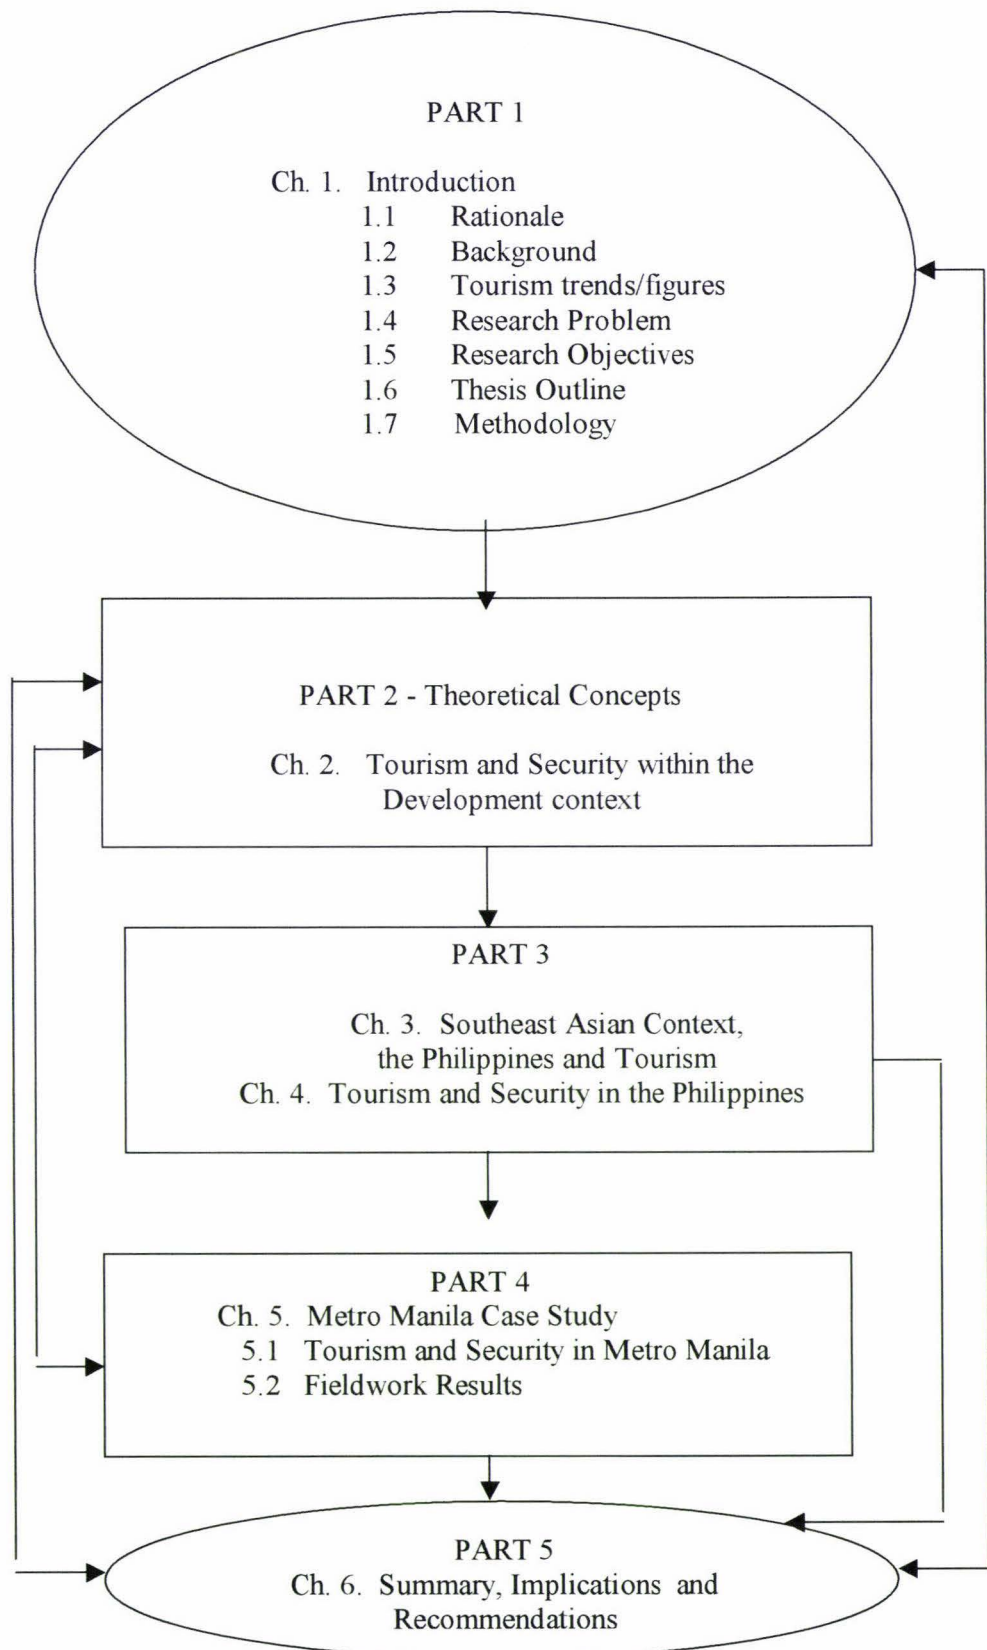 PART 1
Ch. 1. Introduction
1.1 Rationale
1.2 Background
1.3 Tourism trends/figures
1.4 Research Problem
1.5 Research Objectives
1.6 Thesis Outline
1.7 Methodology
PART 2 - Theoretical Concepts
Ch. 2. Tourism and Security within the
Development context
PART 3
Ch. 3. Southeast Asian Context,
the Philippines and Tourism
Ch. 4. Tourism and Security in the Philippines
PART 4
Ch. 5. Metro Manila Case Study
5.1 Tourism and Security in Metro Manila
5.2 Fieldwork Results
PART 5
Ch. 6. Summary, Implications and
Recommendations